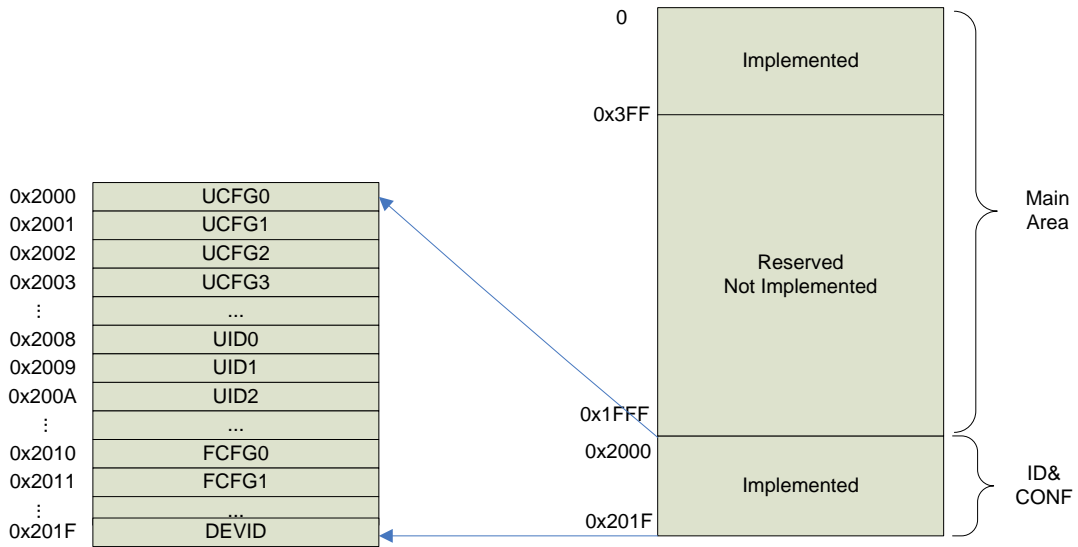 0
Implemented
0x3FF
Reserved
Not Implemented
Main
Area
0x1FFF
0x2000
Implemented
ID&
CONF
0x201F
0x2000 UCFG0
0x2001 UCFG1
0x2002 UCFG2
0x2003 UCFG3
⋮ ...
0x2008 UID0
0x2009 UID1
0x200A UID2
⋮ ...
0x2010 FCFG0
0x2011 FCFG1
⋮ ...
0x201F DEVID